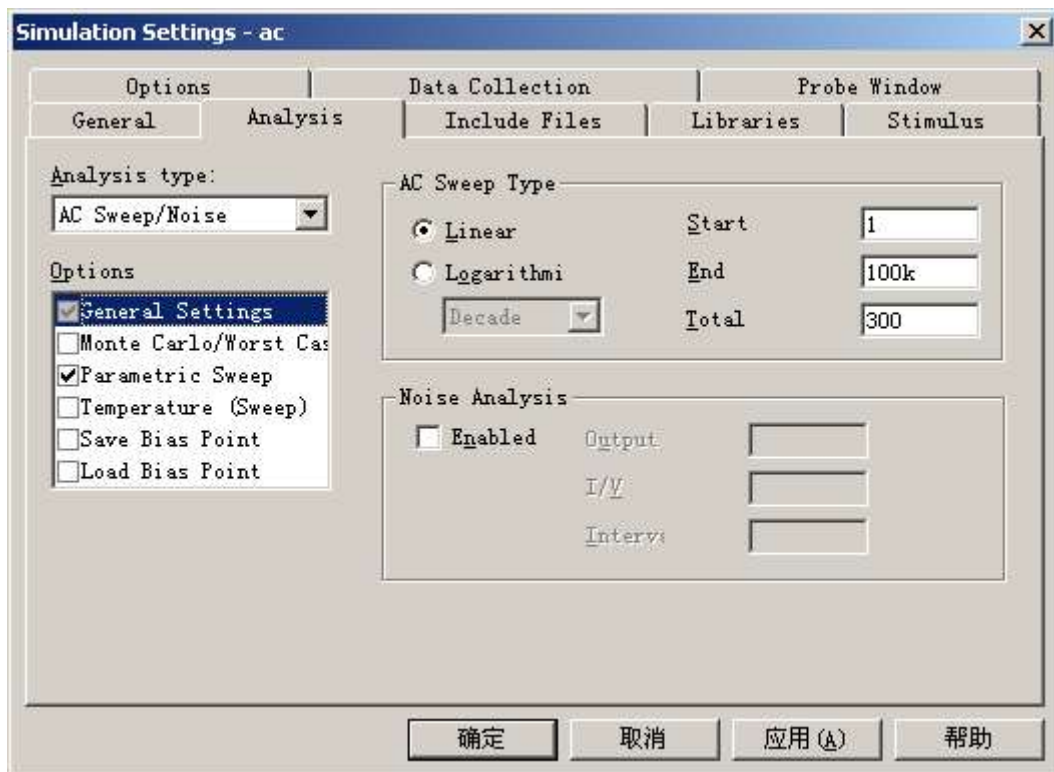 Simulation Settings - ac
Options
Data Collection
Probe Window
General
Analysis
Include Files
Libraries
Stimulus
Analysis type:
AC Sweep/Noise
Options
General Settings
Monte Carlo/Worst Cas
Parametric Sweep
Temperature (Sweep)
Save Bias Point
Load Bias Point
AC Sweep Type
Linear
Logarithmi
Decade
Start
1
End
100k
Total
300
Noise Analysis
Enabled
Output
I/V
Interva
确定
取消
应用(A)
帮助